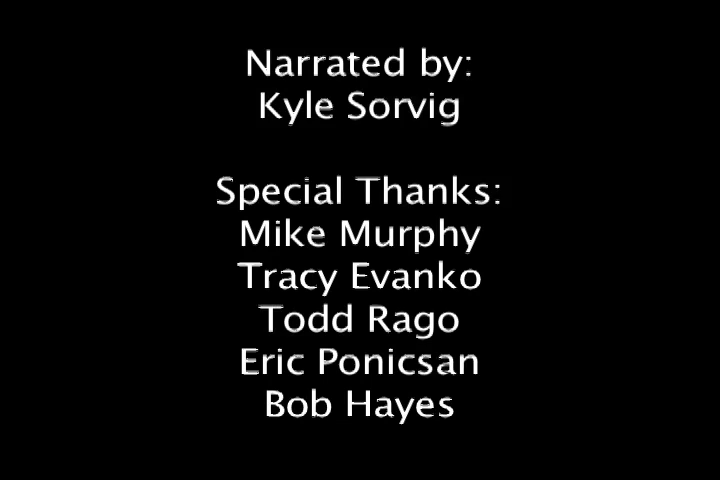 Narrated by:
Kyle Sorvig
Special Thanks:
Mike Murphy
Tracy Evanko
Todd Rago
Eric Ponicsan
Bob Hayes